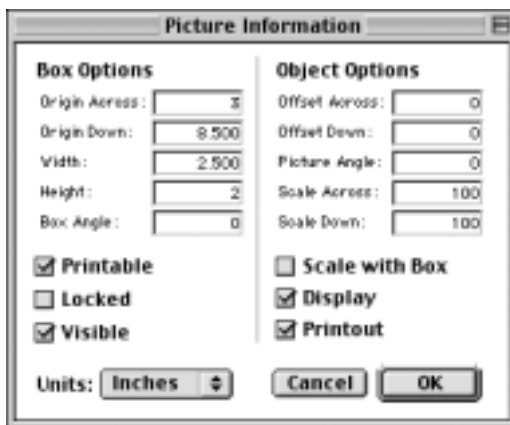 Picture Information
Box Options
Origin Across: 3
Origin Down: 8.500
Width: 2.500
Height: 2
Box Angle: 0
Printable
Locked
Visible
Object Options
Offset Across: 0
Offset Down: 0
Picture Angle: 0
Scale Across: 100
Scale Down: 100
Scale with Box
Display
Printout
Units: Inches
Cancel
OK